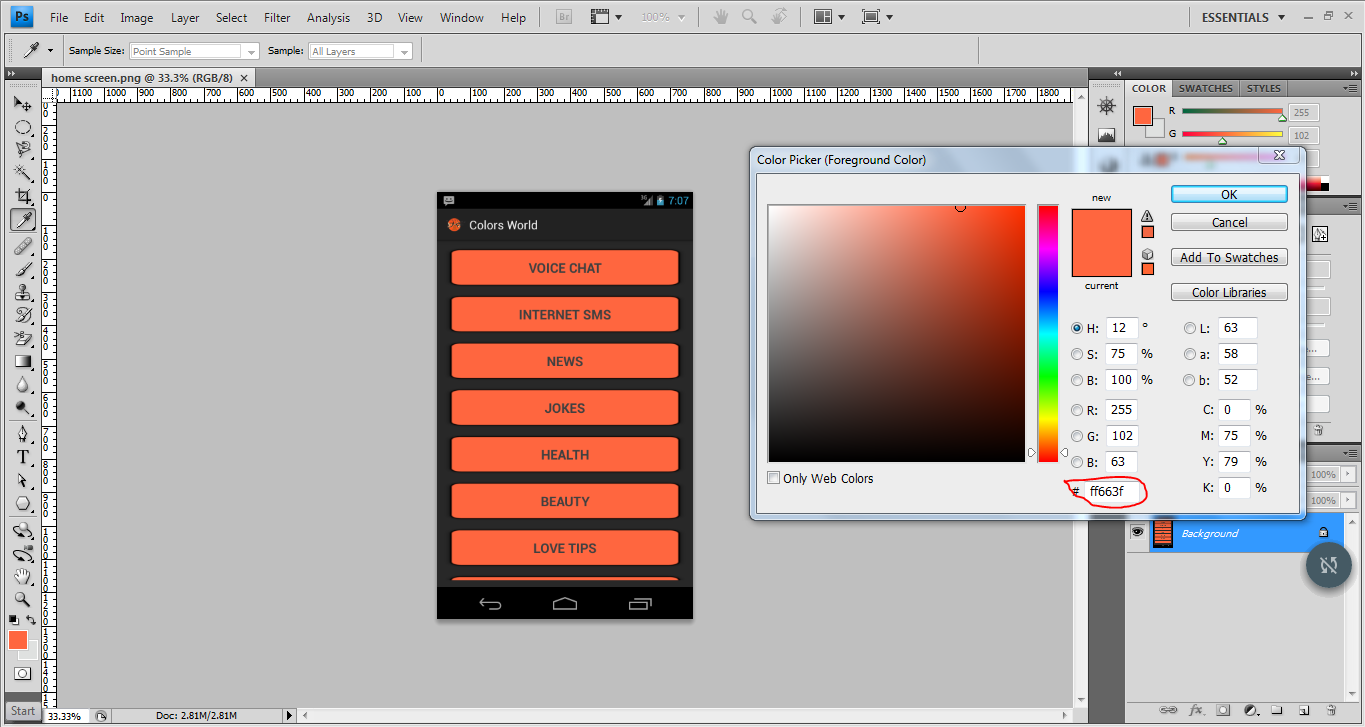 Ps File Edit Image Layer Select Filter Analysis 3D View Window Help Br 100% ESSENTIALS
Sample Size: Point Sample Sample: All Layers
home screen.png @ 33.3% (RGB/8)
1100 1000 900 800 700 600 500 400 300 200 100 0 100 200 300 400 500 600 700 800 900 1000 1100 1200 1300 1400 1500 1600 1700 1800
COLOR SWATCHES STYLES
R 255
G 102
3G 7:07
Colors World
VOICE CHAT
INTERNET SMS
NEWS
JOKES
HEALTH
BEAUTY
LOVE TIPS
Color Picker (Foreground Color)
new
current
OK
Cancel
Add To Swatches
Color Libraries
H: 12 ° L: 63
S: 75 % a: 58
B: 100 % b: 52
R: 255 C: 0 %
G: 102 M: 75 %
B: 63 Y: 79 %
# ff663f K: 0 %
Only Web Colors
100%
100%
Background
T
fx
Start
33.33% Doc: 2.81M/2.81M